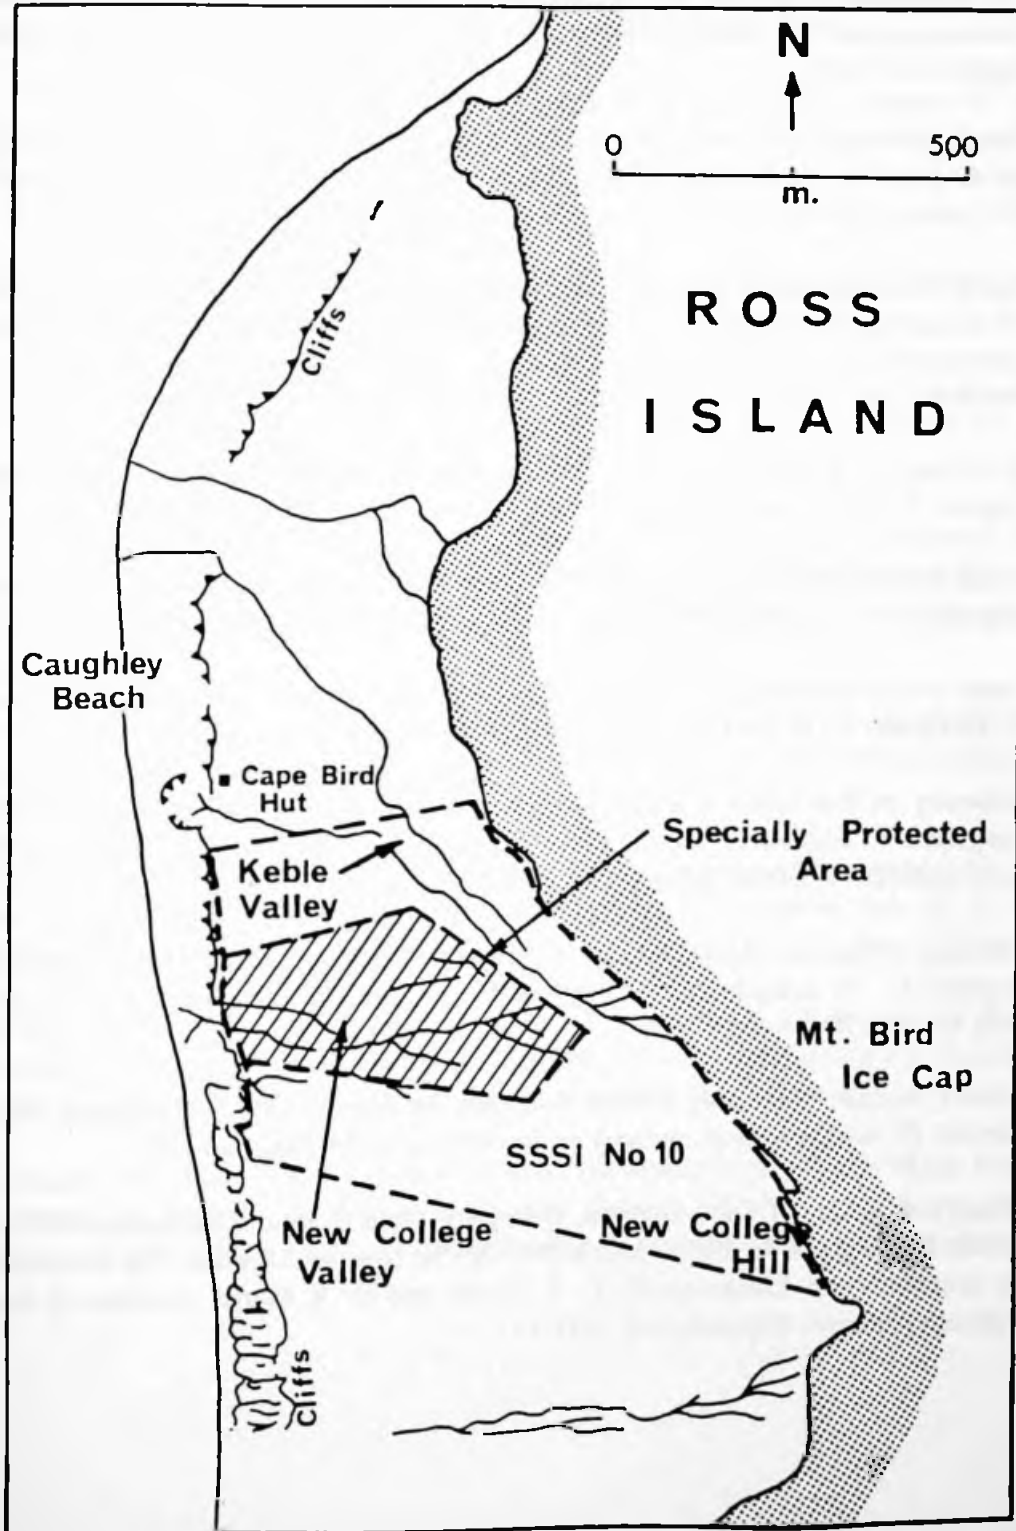 N
0 500
m.
ROSS
ISLAND
Cliffs
Caughley
Beach
Cape Bird
Hut
Specially Protected
Area
Keble
Valley
Mt. Bird
Ice Cap
SSSI No 10
New College
Valley
New College
Hill
Cliffs